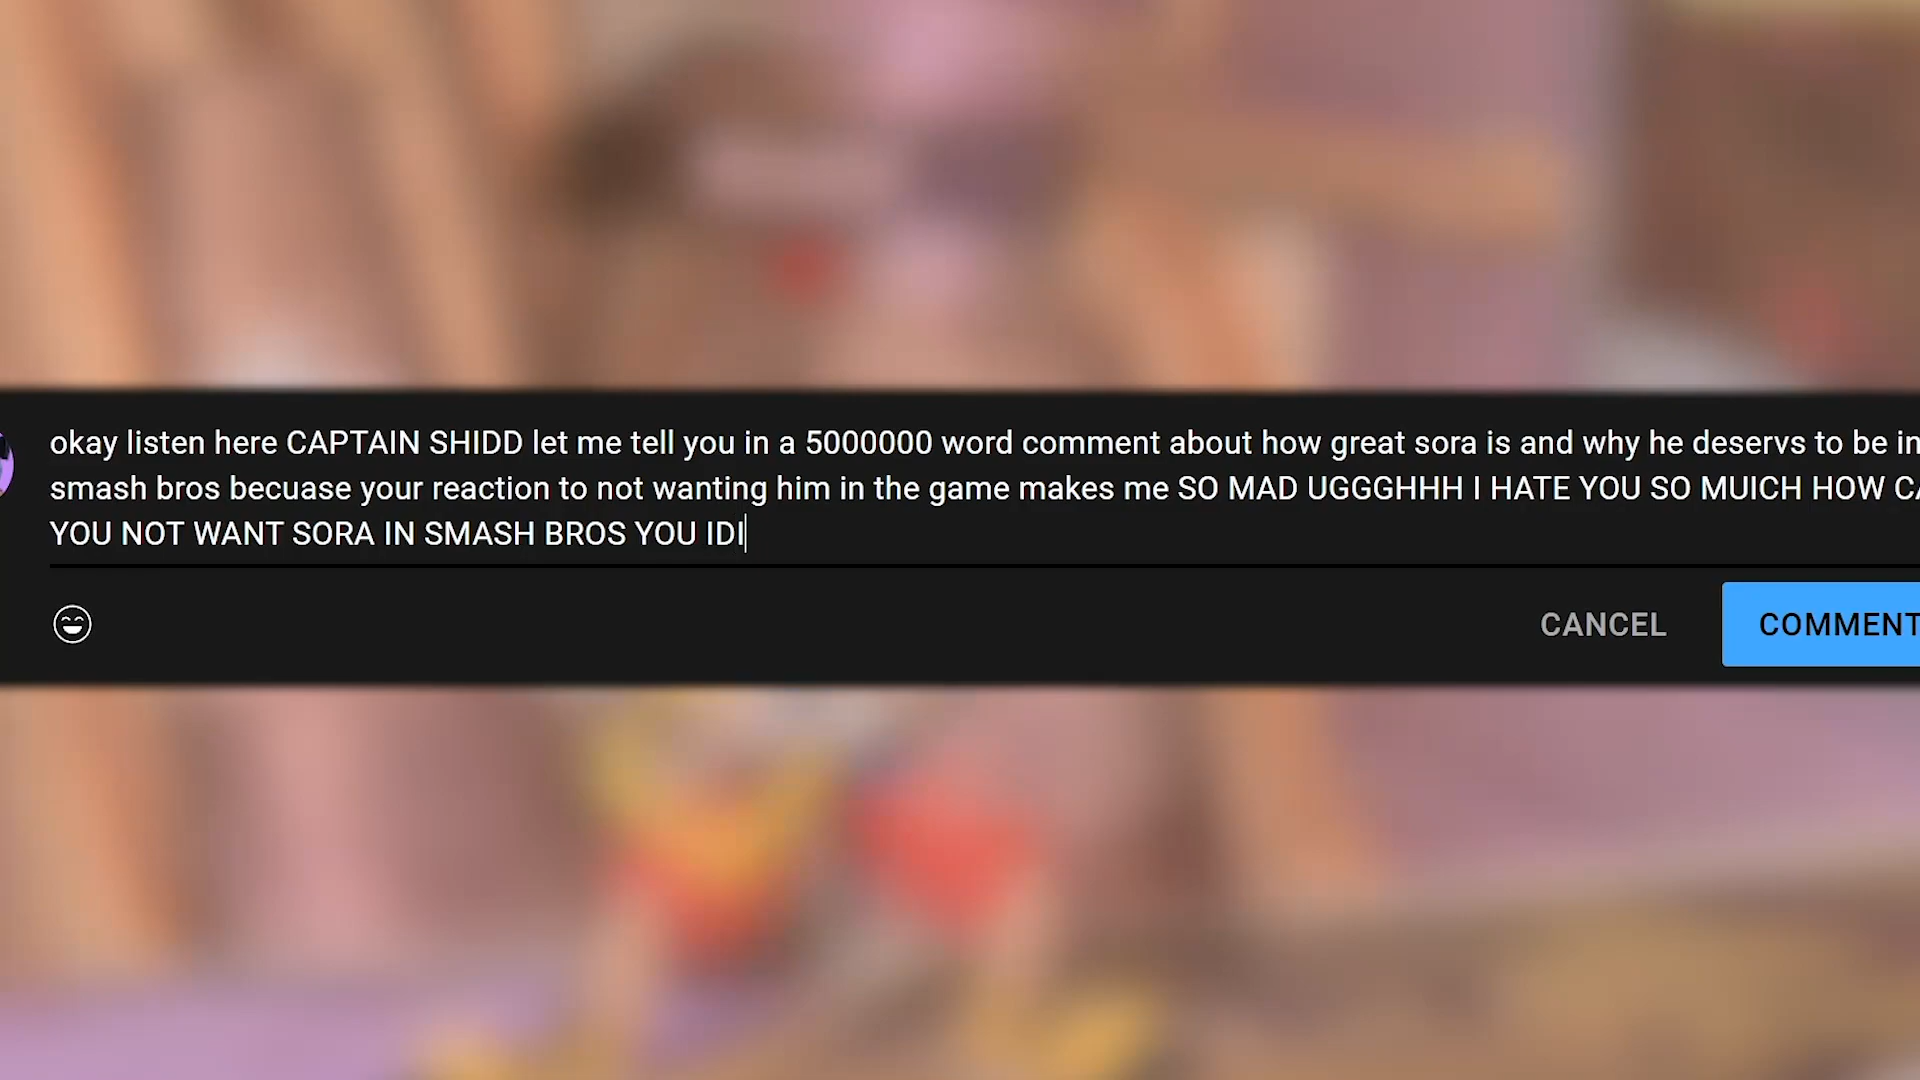 okay listen here CAPTAIN SHIDD let me tell you in a 5000000 word comment about how great sora is and why he deservs to be in
smash bros becuase your reaction to not wanting him in the game makes me SO MAD UGGGHHH I HATE YOU SO MUICH HOW CA
YOU NOT WANT SORA IN SMASH BROS YOU IDI
CANCEL COMMENT